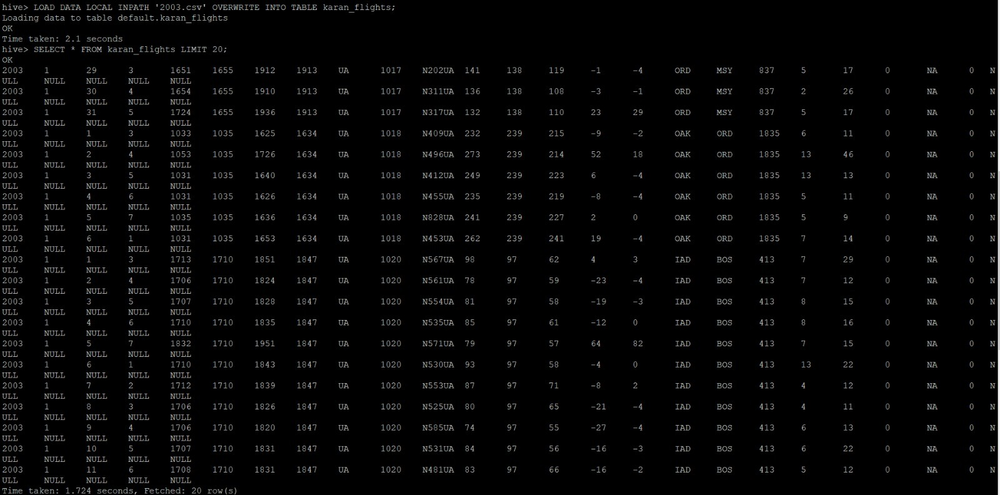 hive> LOAD DATA LOCAL INPATH '2003.csv' OVERWRITE INTO TABLE karan_flights;
Loading data to table default.karan_flights
OK
Time taken: 2.1 seconds
hive> SELECT * FROM karan_flights LIMIT 20;
OK
2003 1 29 3 1651 1655 1912 1913 UA 1017 N202UA 141 138 119 -1 -4 ORD MSY 837 5 17 0 NA 0 N
ULL NULL NULL NULL NULL
2003 1 30 4 1654 1655 1910 1913 UA 1017 N311UA 136 138 108 -3 -1 ORD MSY 837 2 26 0 NA 0 N
ULL NULL NULL NULL NULL
2003 1 31 5 1724 1655 1936 1913 UA 1017 N317UA 132 138 110 23 29 ORD MSY 837 5 17 0 NA 0 N
ULL NULL NULL NULL NULL
2003 1 1 3 1033 1035 1625 1634 UA 1018 N409UA 232 239 215 -9 -2 OAK ORD 1835 6 11 0 NA 0 N
ULL NULL NULL NULL NULL
2003 1 2 4 1053 1035 1726 1634 UA 1018 N496UA 273 239 214 52 18 OAK ORD 1835 13 46 0 NA 0 N
ULL NULL NULL NULL NULL
2003 1 3 5 1031 1035 1640 1634 UA 1018 N412UA 249 239 223 6 -4 OAK ORD 1835 13 13 0 NA 0 N
ULL NULL NULL NULL NULL
2003 1 4 6 1031 1035 1626 1634 UA 1018 N455UA 235 239 219 -8 -4 OAK ORD 1835 5 11 0 NA 0 N
ULL NULL NULL NULL NULL
2003 1 5 7 1035 1035 1636 1634 UA 1018 N828UA 241 239 227 2 0 OAK ORD 1835 5 9 0 NA 0 N
ULL NULL NULL NULL NULL
2003 1 6 1 1031 1035 1653 1634 UA 1018 N453UA 262 239 241 19 -4 OAK ORD 1835 7 14 0 NA 0 N
ULL NULL NULL NULL NULL
2003 1 1 3 1713 1710 1851 1847 UA 1020 N567UA 98 97 62 4 3 IAD BOS 413 7 29 0 NA 0 N
ULL NULL NULL NULL NULL
2003 1 2 4 1706 1710 1824 1847 UA 1020 N561UA 78 97 59 -23 -4 IAD BOS 413 7 12 0 NA 0 N
ULL NULL NULL NULL NULL
2003 1 3 5 1707 1710 1828 1847 UA 1020 N554UA 81 97 58 -19 -3 IAD BOS 413 8 15 0 NA 0 N
ULL NULL NULL NULL NULL
2003 1 4 6 1710 1710 1835 1847 UA 1020 N535UA 85 97 61 -12 0 IAD BOS 413 8 16 0 NA 0 N
ULL NULL NULL NULL NULL
2003 1 5 7 1832 1710 1951 1847 UA 1020 N571UA 79 97 57 64 82 IAD BOS 413 7 15 0 NA 0 N
ULL NULL NULL NULL NULL
2003 1 6 1 1710 1710 1843 1847 UA 1020 N530UA 93 97 58 -4 0 IAD BOS 413 13 22 0 NA 0 N
ULL NULL NULL NULL NULL
2003 1 7 2 1712 1710 1839 1847 UA 1020 N553UA 87 97 71 -8 2 IAD BOS 413 4 12 0 NA 0 N
ULL NULL NULL NULL NULL
2003 1 8 3 1706 1710 1826 1847 UA 1020 N525UA 80 97 65 -21 -4 IAD BOS 413 4 11 0 NA 0 N
ULL NULL NULL NULL NULL
2003 1 9 4 1706 1710 1820 1847 UA 1020 N585UA 74 97 55 -27 -4 IAD BOS 413 6 13 0 NA 0 N
ULL NULL NULL NULL NULL
2003 1 10 5 1707 1710 1831 1847 UA 1020 N531UA 84 97 56 -16 -3 IAD BOS 413 6 22 0 NA 0 N
ULL NULL NULL NULL NULL
2003 1 11 6 1708 1710 1831 1847 UA 1020 N481UA 83 97 66 -16 -2 IAD BOS 413 5 12 0 NA 0 N
ULL NULL NULL NULL NULL
Time taken: 1.724 seconds, Fetched: 20 row(s)